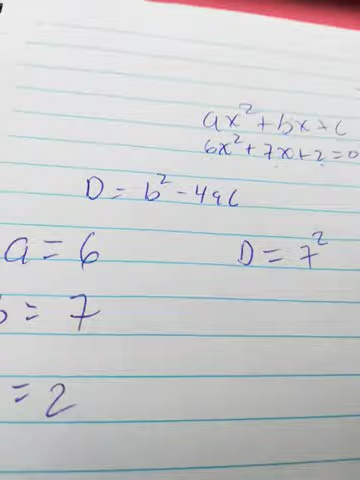 ax² + bx + c
6x² + 7x + 2 = 0
D = b² - 4ac
a = 6
D = 7²
b = 7
= 2